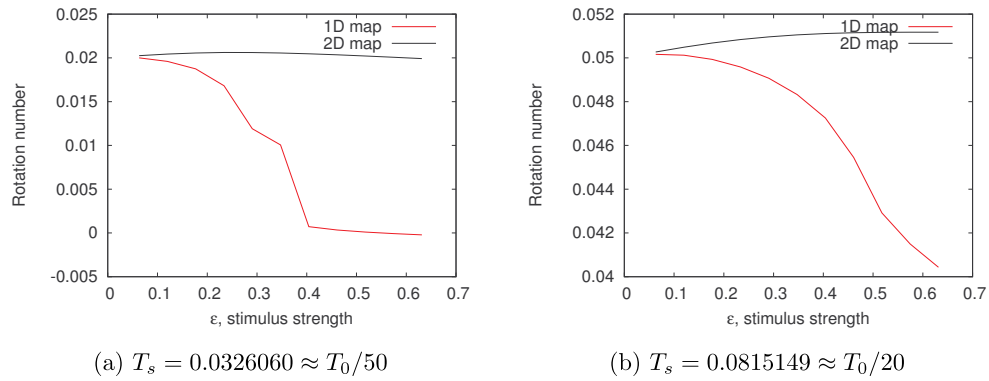 0.025
0.02
0.015
0.01
0.005
0
-0.005
0 0.1 0.2 0.3 0.4 0.5 0.6 0.7
Rotation number
ε, stimulus strength
1D map
2D map
(a) Tₛ = 0.0326060 ≈ T₀/50
0.052
0.05
0.048
0.046
0.044
0.042
0.04
0 0.1 0.2 0.3 0.4 0.5 0.6 0.7
Rotation number
ε, stimulus strength
1D map
2D map
(b) Tₛ = 0.0815149 ≈ T₀/20